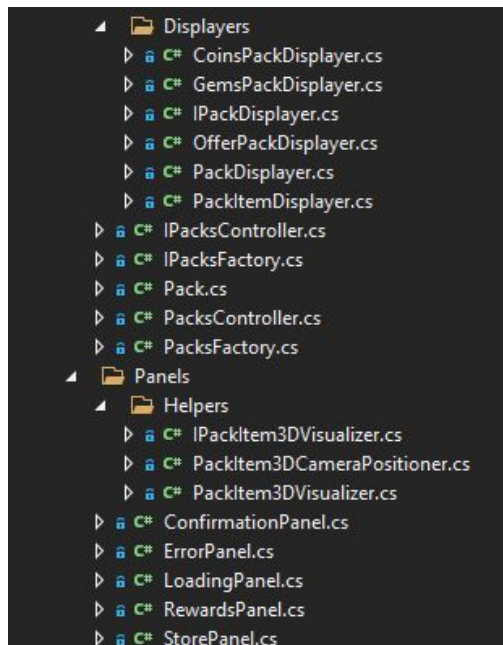 Displayers
C# CoinsPackDisplayer.cs
C# GemsPackDisplayer.cs
C# IPackDisplayer.cs
C# OfferPackDisplayer.cs
C# PackDisplayer.cs
C# PackItemDisplayer.cs
C# IPacksController.cs
C# IPacksFactory.cs
C# Pack.cs
C# PacksController.cs
C# PacksFactory.cs
Panels
Helpers
C# IPackItem3DVisualizer.cs
C# PackItem3DCameraPositioner.cs
C# PackItem3DVisualizer.cs
C# ConfirmationPanel.cs
C# ErrorPanel.cs
C# LoadingPanel.cs
C# RewardsPanel.cs
C# StorePanel.cs